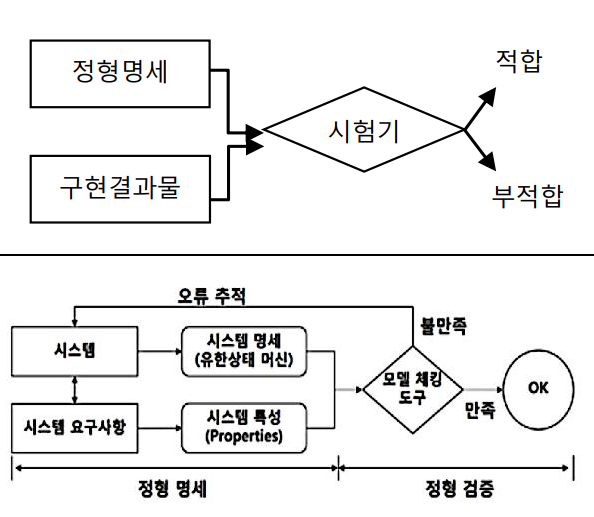 정형명세
구현결과물
시험기
적합
부적합
오류 추적
불만족
시스템
시스템 명세
(유한상태 머신)
모델 체킹
도구
OK
만족
시스템 요구사항
시스템 특성
(Properties)
정형 명세
정형 검증